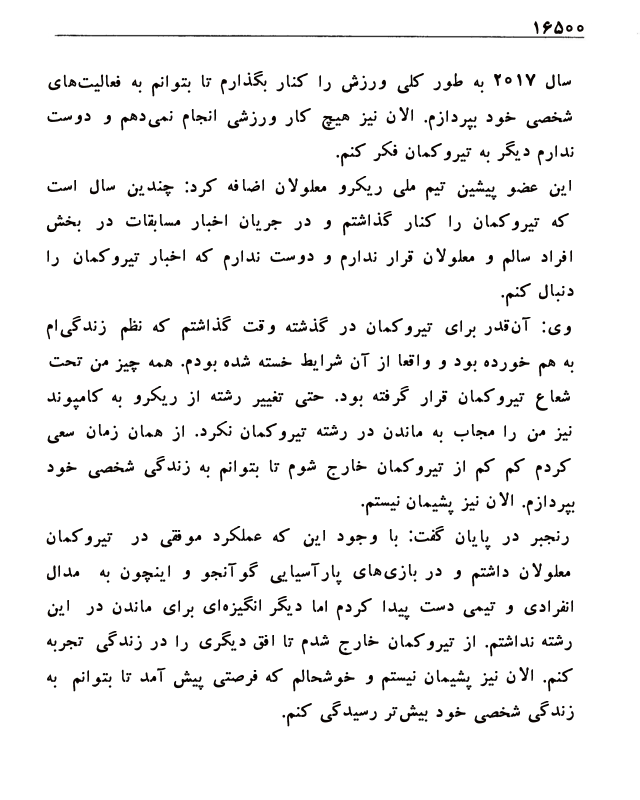 ۱۶۵۰۰
سال ۲۰۱۷ به طور کلی ورزش را کنار بگذارم تا بتوانم به فعالیت‌های
شخصی خود بپردازم. الان نیز هیچ کار ورزشی انجام نمی‌دهم و دوست
ندارم دیگر به تیروکمان فکر کنم.
این عضو پیشین تیم ملی ریکرو معلولان اضافه کرد: چندین سال است
که تیروکمان را کنار گذاشتم و در جریان اخبار مسابقات در بخش
افراد سالم و معلولان قرار ندارم و دوست ندارم که اخبار تیروکمان را
دنبال کنم.
وی: آن‌قدر برای تیروکمان در گذشته وقت گذاشتم که نظم زندگی‌ام
به هم خورده بود و واقعا از آن شرایط خسته شده بودم. همه چیز من تحت
شعاع تیروکمان قرار گرفته بود. حتی تغییر رشته از ریکرو به کامپوند
نیز من را مجاب به ماندن در رشته تیروکمان نکرد. از همان زمان سعی
کردم کم کم از تیروکمان خارج شوم تا بتوانم به زندگی شخصی خود
بپردازم. الان نیز پشیمان نیستم.
رنجبر در پایان گفت: با وجود این که عملکرد موفقی در تیروکمان
معلولان داشتم و در بازی‌های پارآسیایی گوآنجو و اینچون به مدال
انفرادی و تیمی دست پیدا کردم اما دیگر انگیزه‌ای برای ماندن در این
رشته نداشتم. از تیروکمان خارج شدم تا افق دیگری را در زندگی تجربه
کنم. الان نیز پشیمان نیستم و خوشحالم که فرصتی پیش آمد تا بتوانم به
زندگی شخصی خود بیش‌تر رسیدگی کنم.